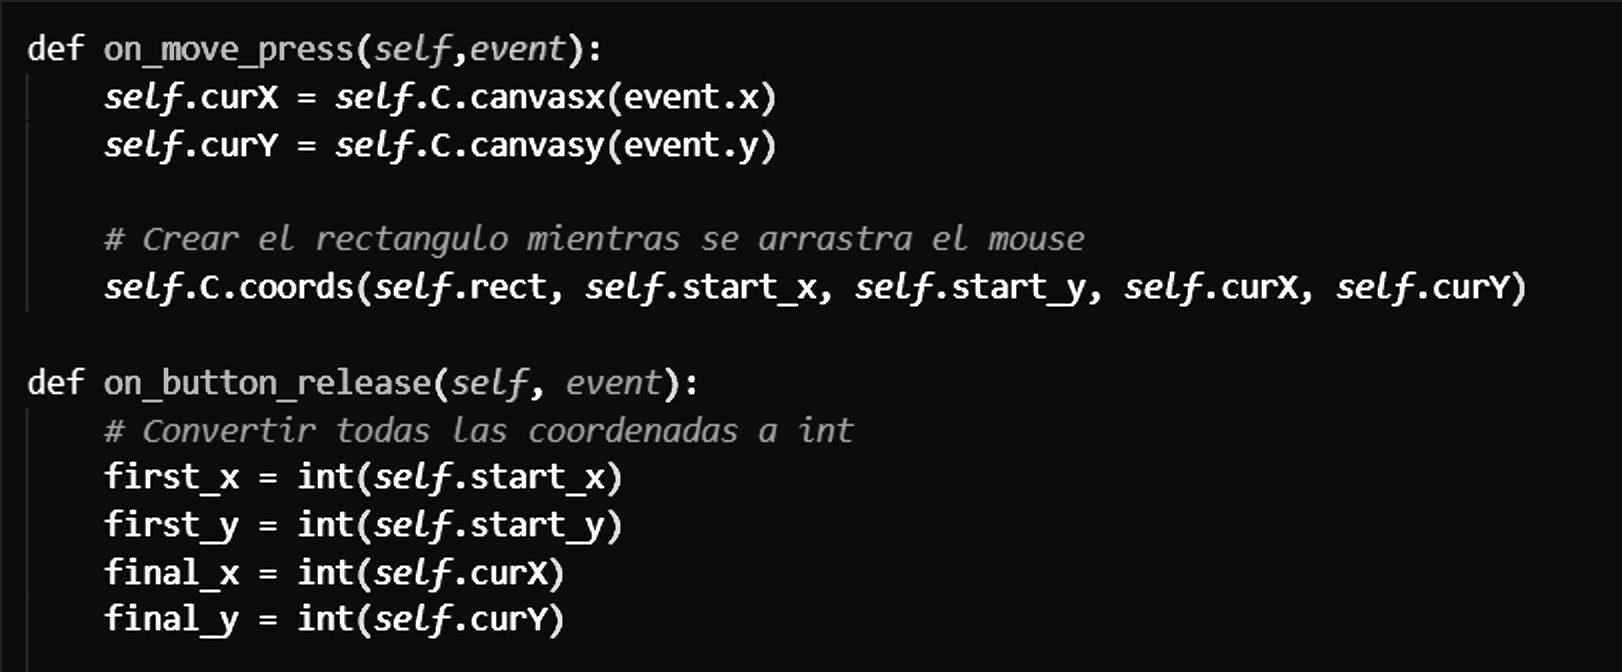 def on_move_press(self,event):
    self.curX = self.C.canvasx(event.x)
    self.curY = self.C.canvasy(event.y)
    # Crear el rectangulo mientras se arrastra el mouse
    self.C.coords(self.rect, self.start_x, self.start_y, self.curX, self.curY)
def on_button_release(self, event):
    # Convertir todas las coordenadas a int
    first_x = int(self.start_x)
    first_y = int(self.start_y)
    final_x = int(self.curX)
    final_y = int(self.curY)